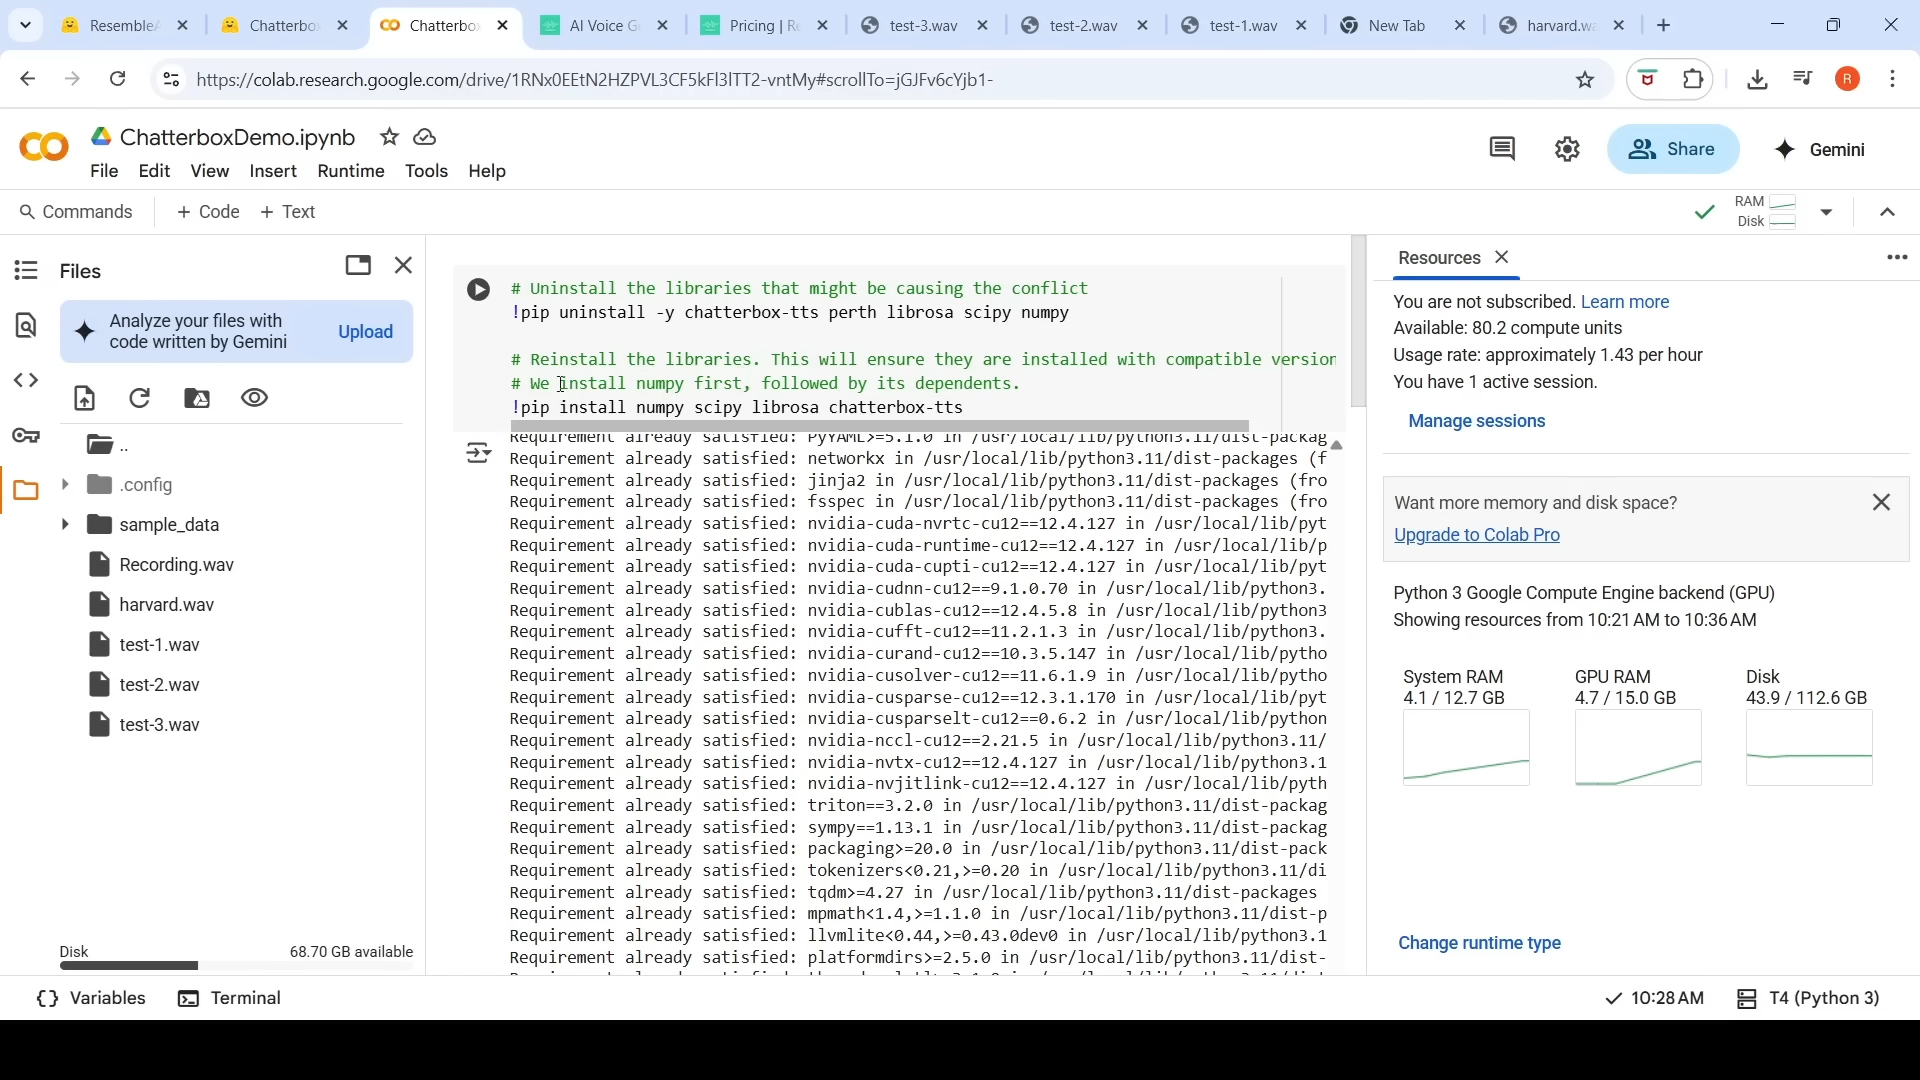 ResembleA
Chatterbo
Chatterbo
AI Voice G
Pricing | R
test-3.wav
test-2.wav
test-1.wav
New Tab
harvard.wa
https://colab.research.google.com/drive/1RNx0EEtN2HZPVL3CF5kFl3lTT2-vntMy#scrollTo=jGJFv6cYjb1-
R
ChatterboxDemo.ipynb
File Edit View Insert Runtime Tools Help
Share
Gemini
Commands + Code + Text
RAM
Disk
Files
Analyze your files with
code written by Gemini
Upload
..
.config
sample_data
Recording.wav
harvard.wav
test-1.wav
test-2.wav
test-3.wav
Disk 68.70 GB available
# Uninstall the libraries that might be causing the conflict
!pip uninstall -y chatterbox-tts perth librosa scipy numpy
# Reinstall the libraries. This will ensure they are installed with compatible version
# We install numpy first, followed by its dependents.
!pip install numpy scipy librosa chatterbox-tts
Requirement already satisfied: PyYAML>=5.1.0 in /usr/local/lib/python3.11/dist-packag
Requirement already satisfied: networkx in /usr/local/lib/python3.11/dist-packages (f
Requirement already satisfied: jinja2 in /usr/local/lib/python3.11/dist-packages (fro
Requirement already satisfied: fsspec in /usr/local/lib/python3.11/dist-packages (fro
Requirement already satisfied: nvidia-cuda-nvrtc-cu12==12.4.127 in /usr/local/lib/pyt
Requirement already satisfied: nvidia-cuda-runtime-cu12==12.4.127 in /usr/local/lib/p
Requirement already satisfied: nvidia-cuda-cupti-cu12==12.4.127 in /usr/local/lib/pyt
Requirement already satisfied: nvidia-cudnn-cu12==9.1.0.70 in /usr/local/lib/python3.
Requirement already satisfied: nvidia-cublas-cu12==12.4.5.8 in /usr/local/lib/python3
Requirement already satisfied: nvidia-cufft-cu12==11.2.1.3 in /usr/local/lib/python3.
Requirement already satisfied: nvidia-curand-cu12==10.3.5.147 in /usr/local/lib/pytho
Requirement already satisfied: nvidia-cusolver-cu12==11.6.1.9 in /usr/local/lib/pytho
Requirement already satisfied: nvidia-cusparse-cu12==12.3.1.170 in /usr/local/lib/pyt
Requirement already satisfied: nvidia-cusparselt-cu12==0.6.2 in /usr/local/lib/python
Requirement already satisfied: nvidia-nccl-cu12==2.21.5 in /usr/local/lib/python3.11/
Requirement already satisfied: nvidia-nvtx-cu12==12.4.127 in /usr/local/lib/python3.1
Requirement already satisfied: nvidia-nvjitlink-cu12==12.4.127 in /usr/local/lib/pyth
Requirement already satisfied: triton==3.2.0 in /usr/local/lib/python3.11/dist-packag
Requirement already satisfied: sympy==1.13.1 in /usr/local/lib/python3.11/dist-packag
Requirement already satisfied: packaging>=20.0 in /usr/local/lib/python3.11/dist-pack
Requirement already satisfied: tokenizers<0.21,>=0.20 in /usr/local/lib/python3.11/di
Requirement already satisfied: tqdm>=4.27 in /usr/local/lib/python3.11/dist-packages
Requirement already satisfied: mpmath<1.4,>=1.1.0 in /usr/local/lib/python3.11/dist-p
Requirement already satisfied: llvmlite<0.44,>=0.43.0dev0 in /usr/local/lib/python3.1
Requirement already satisfied: platformdirs>=2.5.0 in /usr/local/lib/python3.11/dist-
Resources
You are not subscribed. Learn more
Available: 80.2 compute units
Usage rate: approximately 1.43 per hour
You have 1 active session.
Manage sessions
Want more memory and disk space?
Upgrade to Colab Pro
Python 3 Google Compute Engine backend (GPU)
Showing resources from 10:21 AM to 10:36 AM
System RAM
4.1 / 12.7 GB
GPU RAM
4.7 / 15.0 GB
Disk
43.9 / 112.6 GB
Change runtime type
Variables
Terminal
10:28 AM
T4 (Python 3)